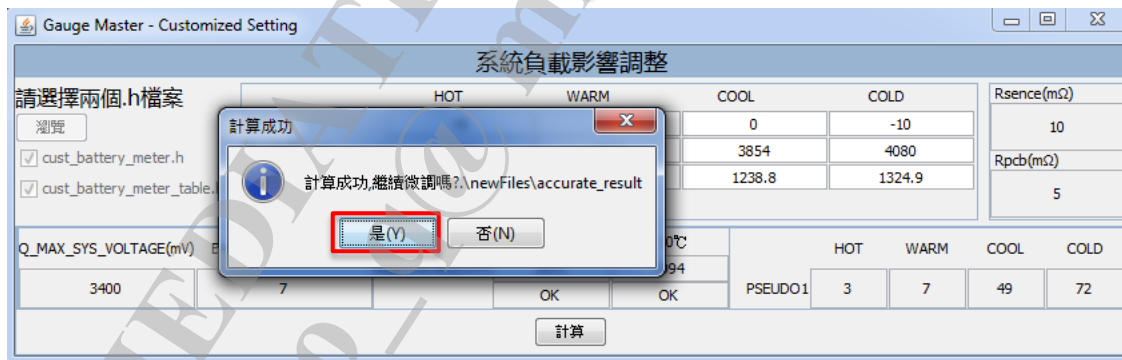 Gauge Master - Customized Setting
系統負載影響調整
請選擇兩個.h檔案
瀏覽
cust_battery_meter.h
cust_battery_meter_table.
HOT WARM COOL COLD
0 -10
3854 4080
1238.8 1324.9
Rsence(mΩ)
10
Rpcb(mΩ)
5
計算成功
計算成功,繼續微調嗎?.\newFiles\accurate_result
是(Y) 否(N)
Q_MAX_SYS_VOLTAGE(mV)
3400 7
0℃
OK OK
HOT WARM COOL COLD
PSEUDO1 3 7 49 72
計算